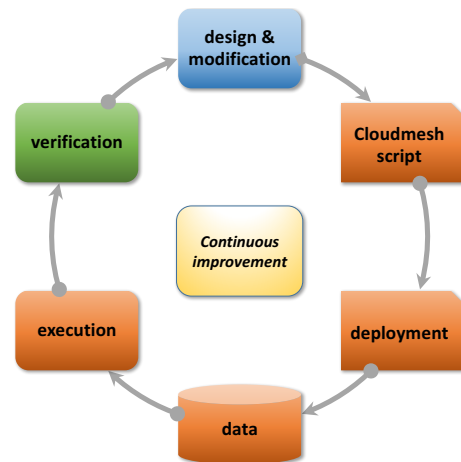 design &
modification
Cloudmesh
script
verification
Continuous
improvement
execution
deployment
data